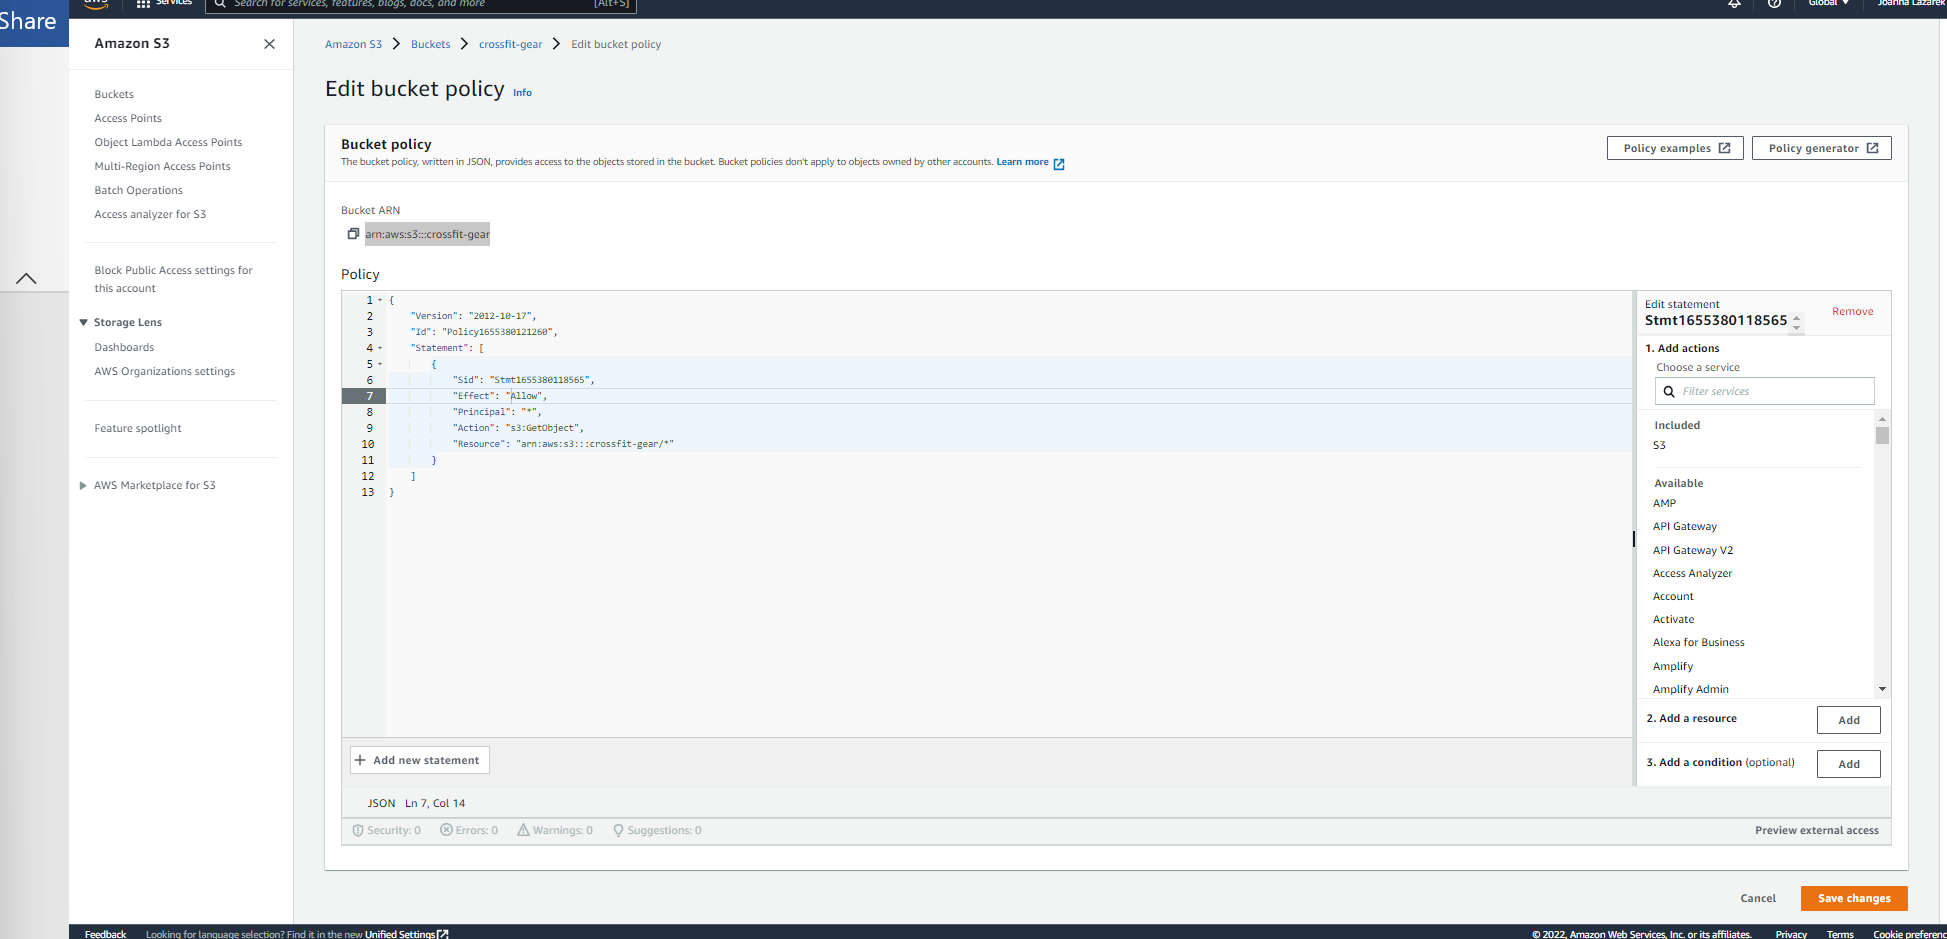 Share
aws
Services
Search for services, features, blogs, docs, and more
[Alt+S]
Global
Joanna Lazarek
Amazon S3
Buckets
Access Points
Object Lambda Access Points
Multi-Region Access Points
Batch Operations
Access analyzer for S3
Block Public Access settings for
this account
Storage Lens
Dashboards
AWS Organizations settings
Feature spotlight
AWS Marketplace for S3
Amazon S3 > Buckets > crossfit-gear > Edit bucket policy
Edit bucket policy Info
Bucket policy
The bucket policy, written in JSON, provides access to the objects stored in the bucket. Bucket policies don't apply to objects owned by other accounts. Learn more
Policy examples
Policy generator
Bucket ARN
arn:aws:s3:::crossfit-gear
Policy
1 {
2 "Version": "2012-10-17",
3 "Id": "Policy1655380121260",
4 "Statement": [
5 {
6 "Sid": "Stmt1655380118565",
7 "Effect": "Allow",
8 "Principal": "*",
9 "Action": "s3:GetObject",
10 "Resource": "arn:aws:s3:::crossfit-gear/*"
11 }
12 ]
13 }
+ Add new statement
JSON Ln 7, Col 14
Security: 0 Errors: 0 Warnings: 0 Suggestions: 0
Preview external access
Edit statement
Stmt1655380118565
Remove
1. Add actions
Choose a service
Filter services
Included
S3
Available
AMP
API Gateway
API Gateway V2
Access Analyzer
Account
Activate
Alexa for Business
Amplify
Amplify Admin
2. Add a resource
Add
3. Add a condition (optional)
Add
Cancel
Save changes
Feedback
Looking for language selection? Find it in the new Unified Settings
© 2022, Amazon Web Services, Inc. or its affiliates.
Privacy
Terms
Cookie preferenc